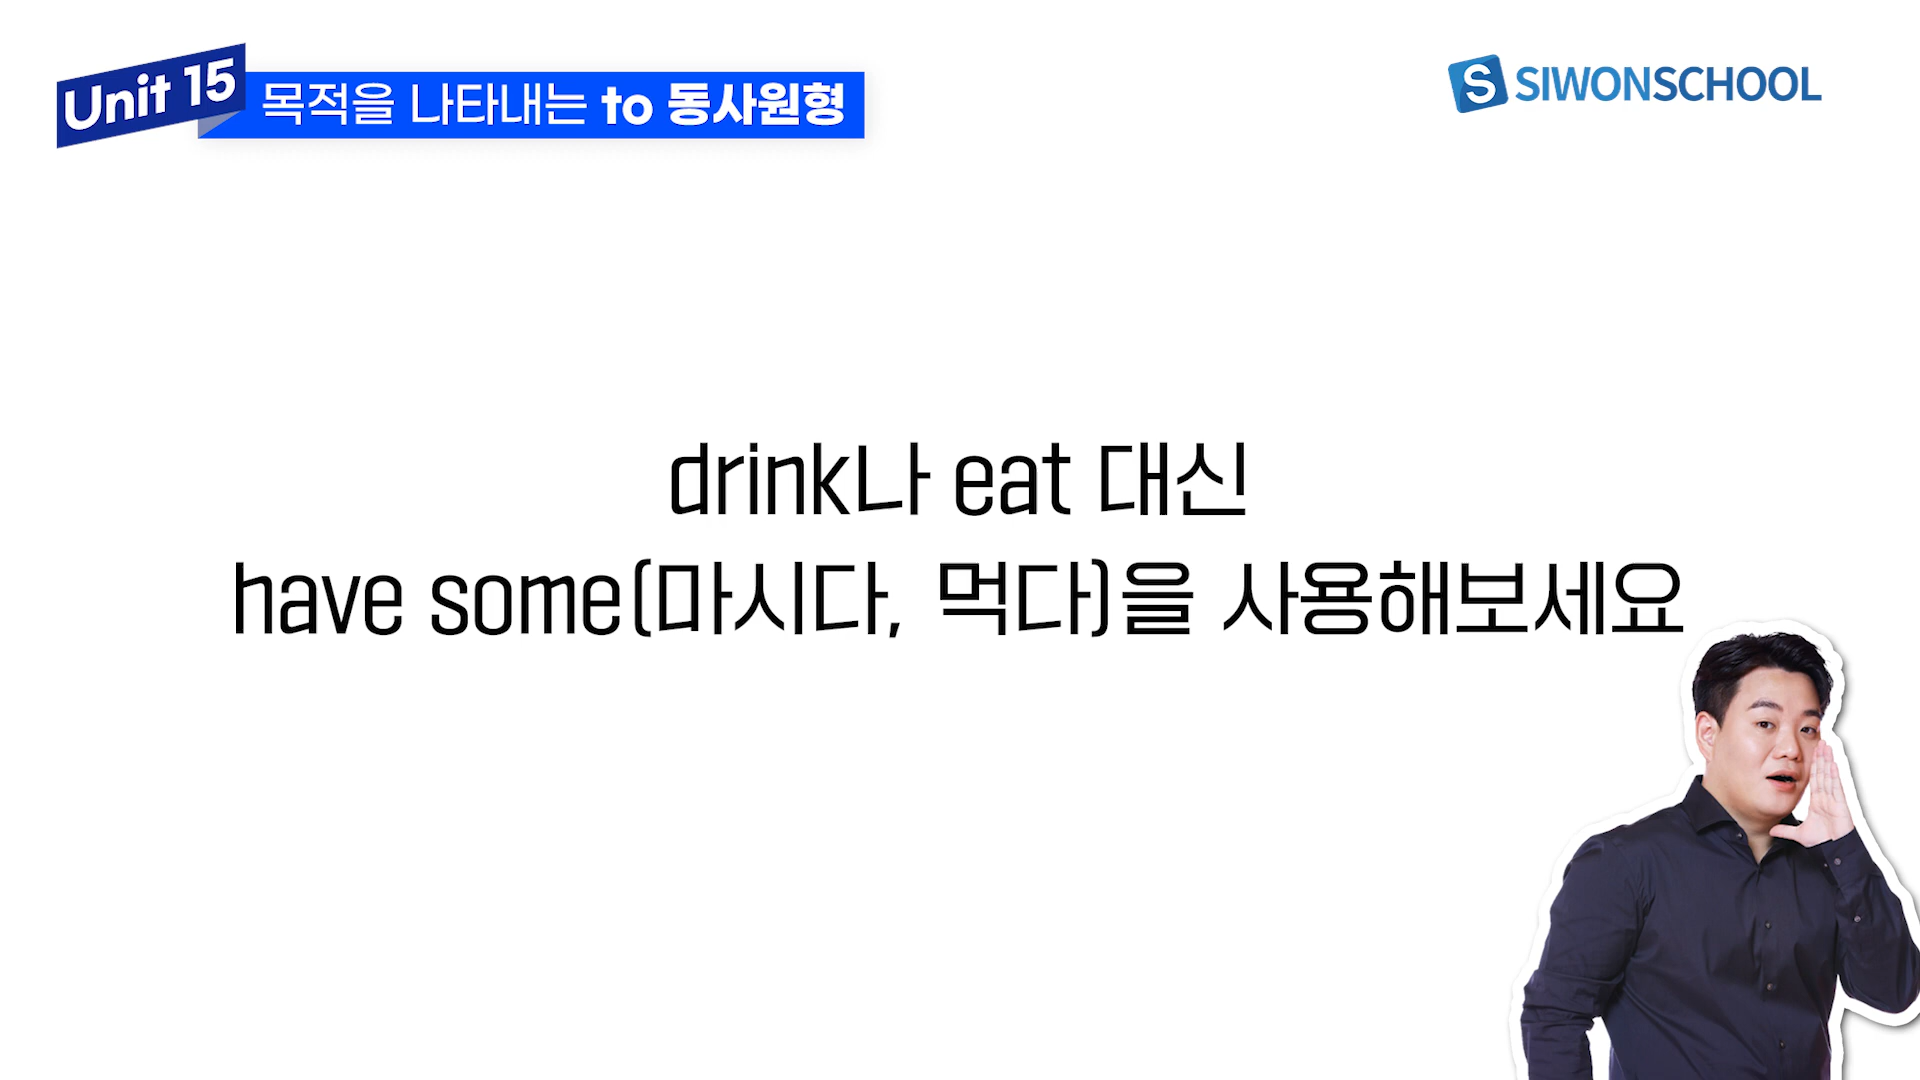 Unit 15
목적을 나타내는 to 동사원형
S SIWONSCHOOL
drink나 eat 대신
have some(마시다, 먹다)을 사용해보세요